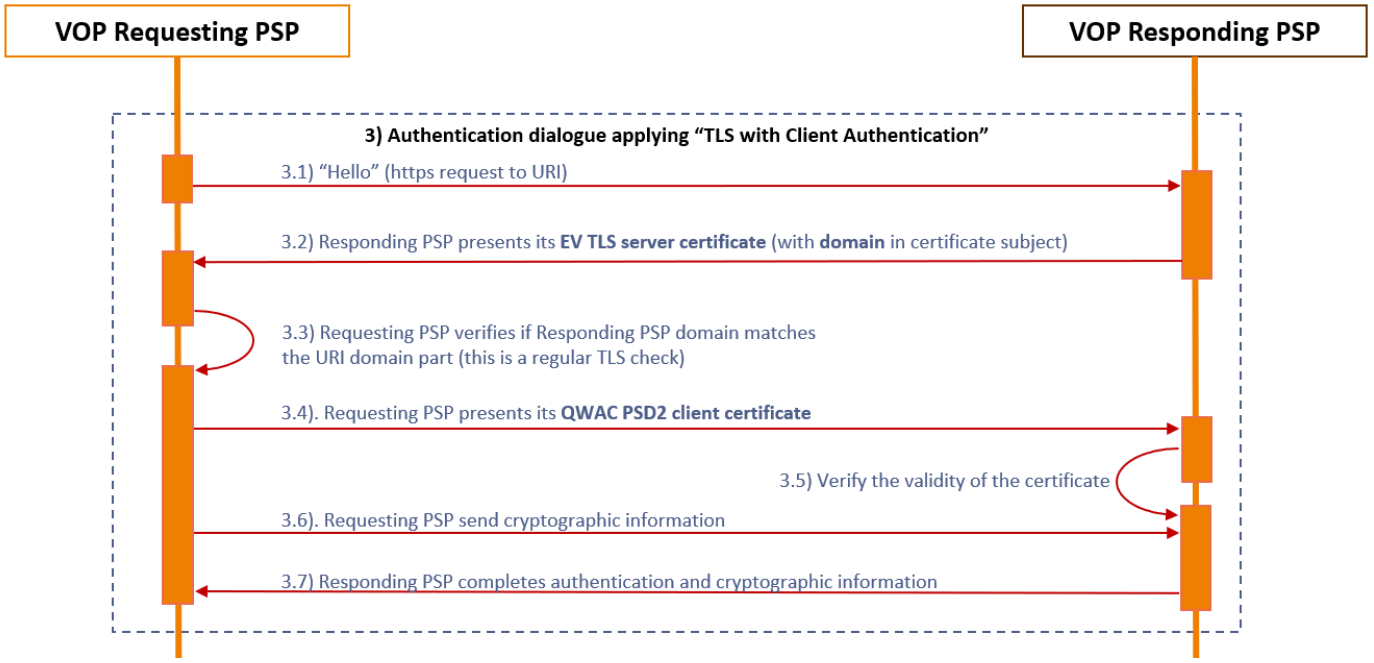 VOP Requesting PSP
VOP Responding PSP
3) Authentication dialogue applying “TLS with Client Authentication”
3.1) “Hello” (https request to URI)
3.2) Responding PSP presents its EV TLS server certificate (with domain in certificate subject)
3.3) Requesting PSP verifies if Responding PSP domain matches
the URI domain part (this is a regular TLS check)
3.4). Requesting PSP presents its QWAC PSD2 client certificate
3.5) Verify the validity of the certificate
3.6). Requesting PSP send cryptographic information
3.7) Responding PSP completes authentication and cryptographic information